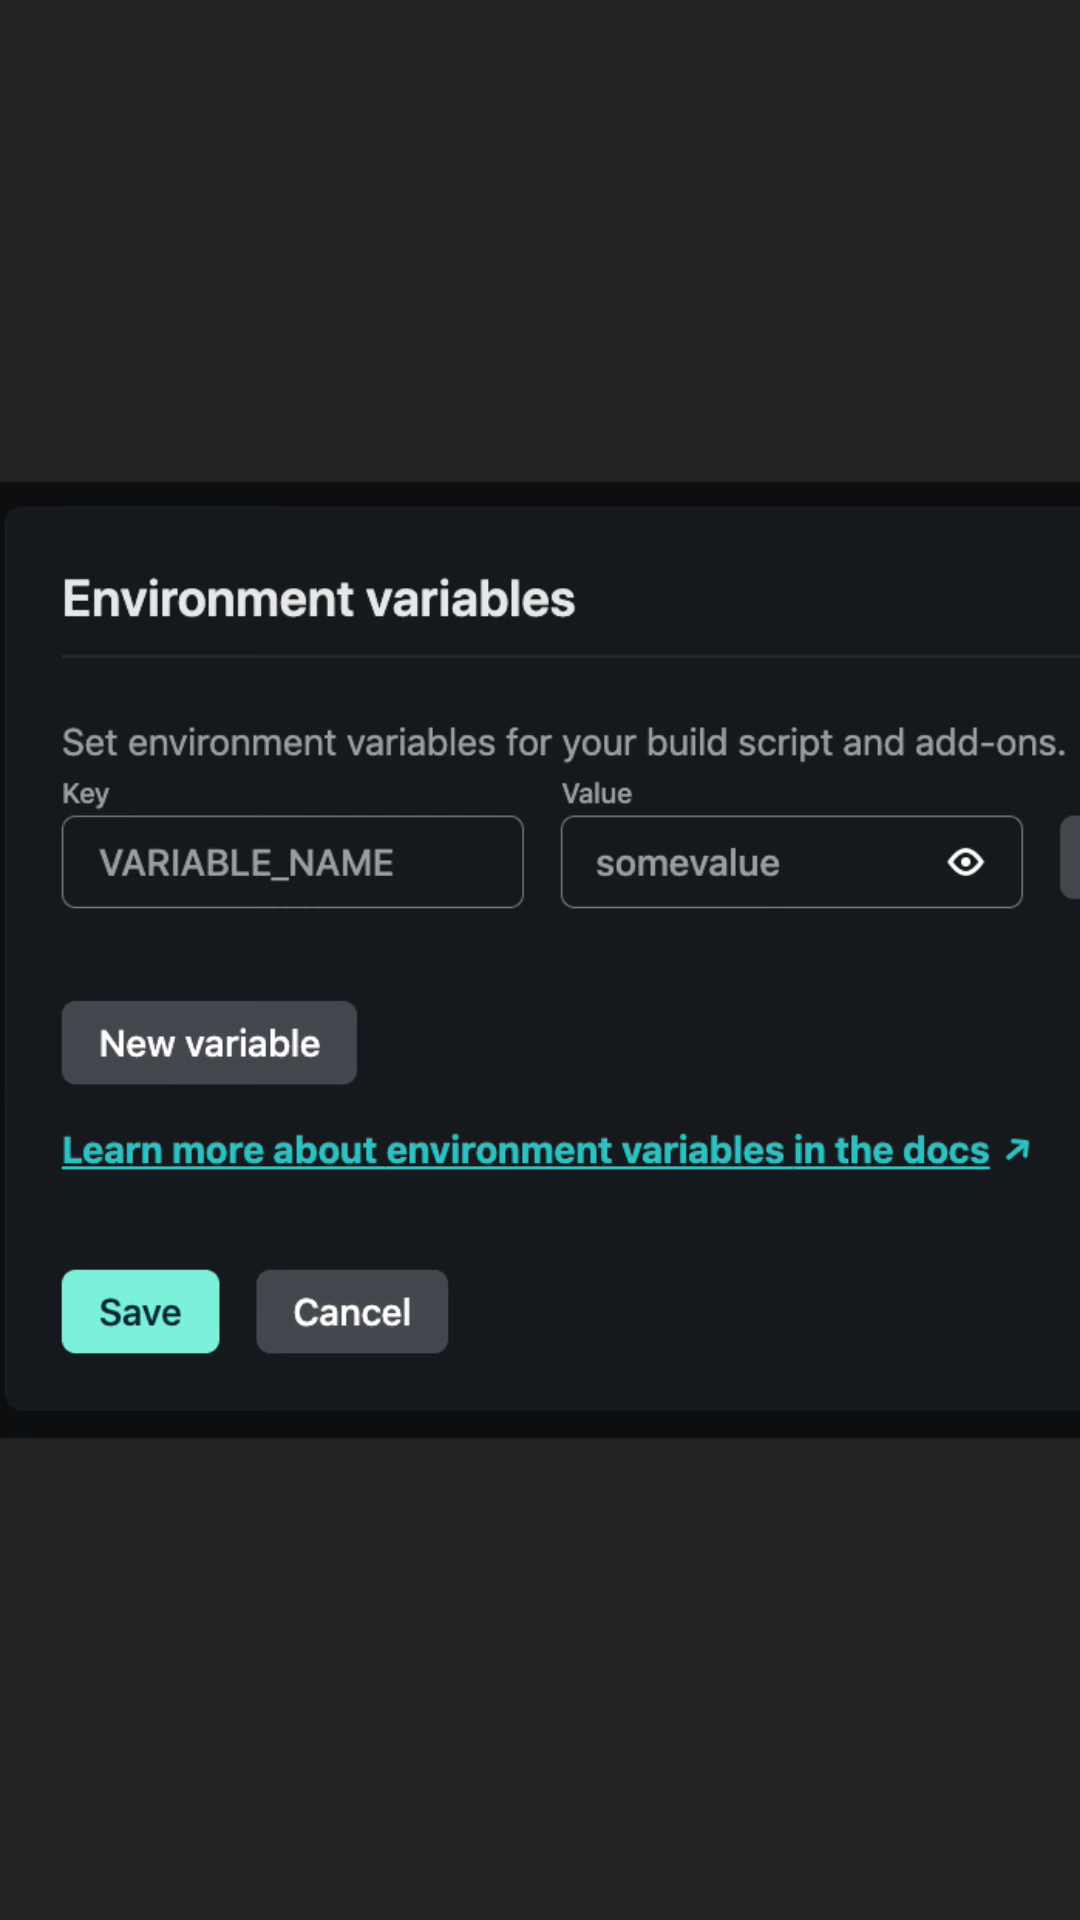 Environment variables
Set environment variables for your build script and add-ons.
Key Value
VARIABLE_NAME somevalue
New variable
Learn more about environment variables in the docs ↗
Save Cancel